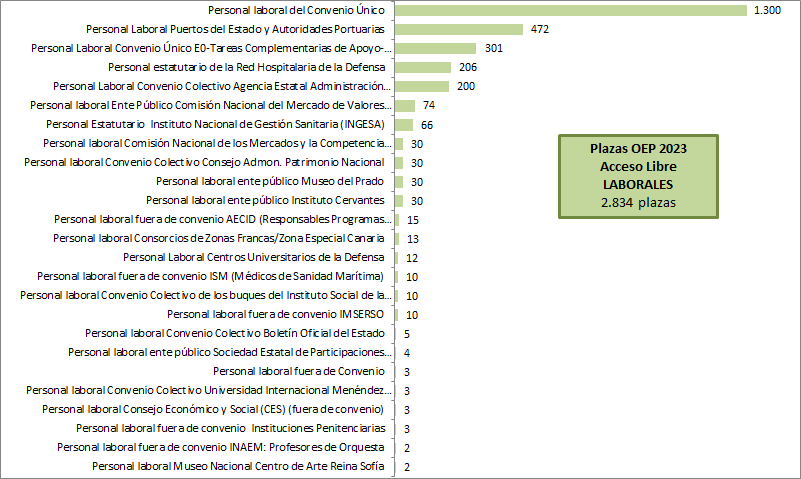 Personal laboral del Convenio Único 1.300
Personal Laboral Puertos del Estado y Autoridades Portuarias 472
Personal Laboral Convenio Único E0-Tareas Complementarias de Apoyo-... 301
Personal estatutario de la Red Hospitalaria de la Defensa 206
Personal Laboral Convenio Colectivo Agencia Estatal Administración... 200
Personal laboral Ente Público Comisión Nacional del Mercado de Valores... 74
Personal Estatutario Instituto Nacional de Gestión Sanitaria (INGESA) 66
Personal laboral Comisión Nacional de los Mercados y la Competencia... 30
Personal laboral Convenio Colectivo Consejo Admon. Patrimonio Nacional 30
Personal laboral ente público Museo del Prado 30
Personal laboral ente público Instituto Cervantes 30
Personal laboral fuera de convenio AECID (Responsables Programas... 15
Personal laboral Consorcios de Zonas Francas/Zona Especial Canaria 13
Personal Laboral Centros Universitarios de la Defensa 12
Personal laboral fuera de convenio ISM (Médicos de Sanidad Marítima) 10
Personal laboral Convenio Colectivo de los buques del Instituto Social de la... 10
Personal laboral fuera de convenio IMSERSO 10
Personal laboral Convenio Colectivo Boletín Oficial del Estado 5
Personal laboral ente público Sociedad Estatal de Participaciones... 4
Personal laboral fuera de Convenio 3
Personal laboral Convenio Colectivo Universidad Internacional Menéndez... 3
Personal laboral Consejo Económico y Social (CES) (fuera de convenio) 3
Personal laboral fuera de convenio Instituciones Penitenciarias 3
Personal laboral fuera de convenio INAEM: Profesores de Orquesta 2
Personal laboral Museo Nacional Centro de Arte Reina Sofía 2
Plazas OEP 2023
Acceso Libre
LABORALES
2.834 plazas